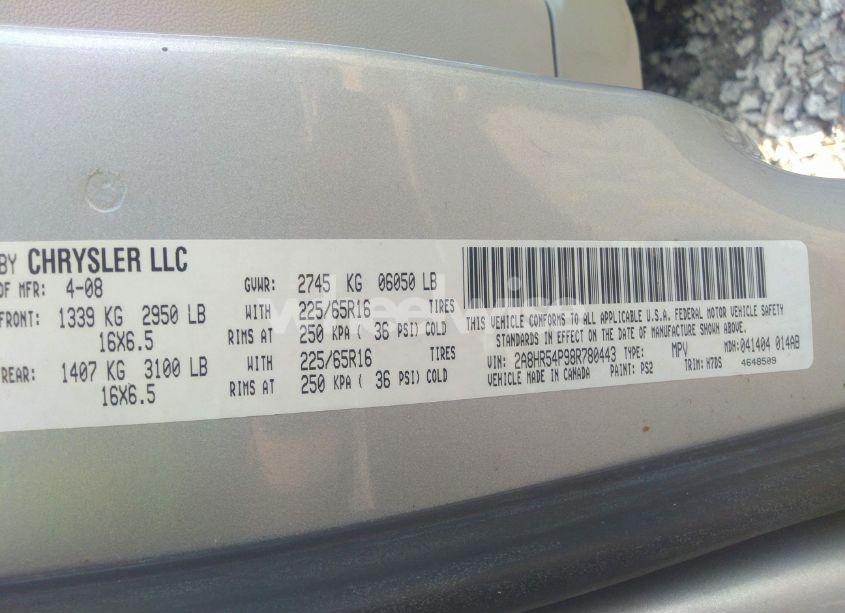 BY CHRYSLER LLC
OF MFR: 4-08 GVWR: 2745 KG 06050 LB
FRONT: 1339 KG 2950 LB WITH 225/65R16 TIRES
16X6.5 RIMS AT 250 KPA ( 36 PSI) COLD
REAR: 1407 KG 3100 LB WITH 225/65R16 TIRES
16X6.5 RIMS AT 250 KPA ( 36 PSI) COLD
THIS VEHICLE CONFORMS TO ALL APPLICABLE U.S.A. FEDERAL MOTOR VEHICLE SAFETY
STANDARDS IN EFFECT ON THE DATE OF MANUFACTURE SHOWN ABOVE.
VIN: 2A8HR54P98R780443 TYPE: MPV MDH: 041404 014AB
VEHICLE MADE IN CANADA PAINT: PS2 TRIM: H7DS 4648509